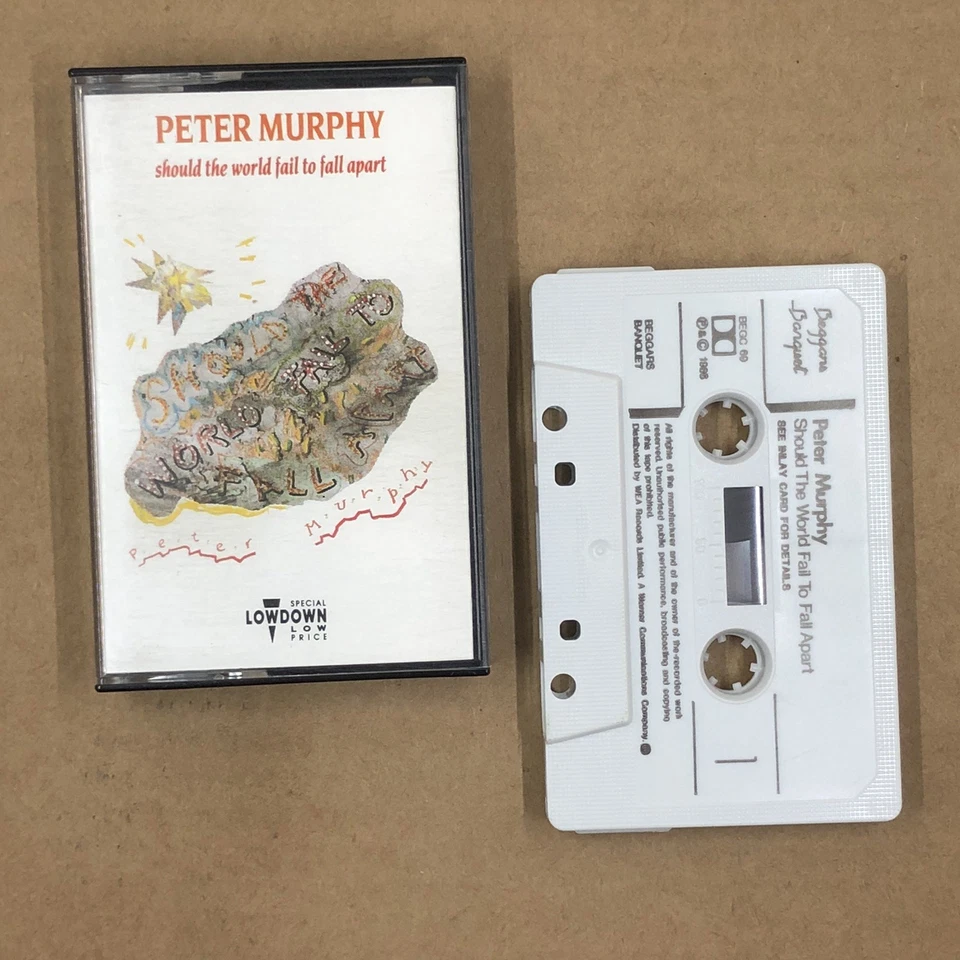 PETER MURPHY
should the world fail to fall apart
SHOULD THE
WORLD FAIL TO
FALL
Peter Murphy
LOWDOWN
SPECIAL
LOW
PRICE
Beggars
Banquet
Peter Murphy
Should The World Fail To Fall Apart
SEE INLAY CARD FOR DETAILS
BEGC 69
℗&© 1986
BEGGARS
BANQUET
1
All rights of the manufacturer and of the owner of the recorded work
reserved. Unauthorised public performance, broadcasting and copying
of this tape prohibited.
Distributed by WEA Records Limited. A Warner Communications Company.